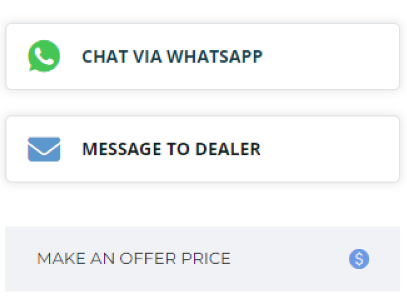 CHAT VIA WHATSAPP
MESSAGE TO DEALER
MAKE AN OFFER PRICE $